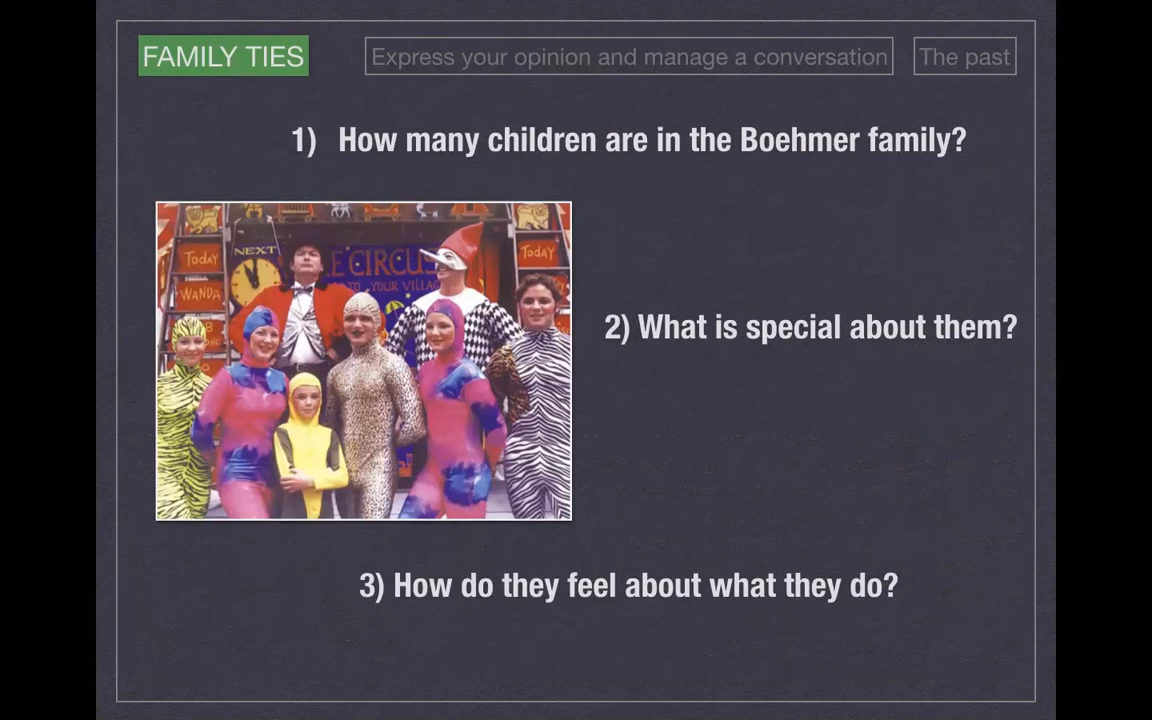 FAMILY TIES
Express your opinion and manage a conversation
The past
1) How many children are in the Boehmer family?
NEXT
TODAY
WANDA
CIRCUS
TO YOUR VILLAG
TODAY
2) What is special about them?
3) How do they feel about what they do?